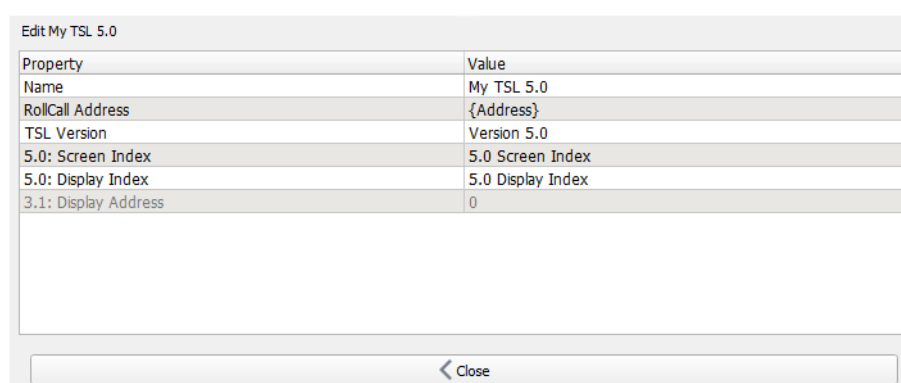 Edit My TSL 5.0
Property Value
Name My TSL 5.0
RollCall Address {Address}
TSL Version Version 5.0
5.0: Screen Index 5.0 Screen Index
5.0: Display Index 5.0 Display Index
3.1: Display Address 0
Close